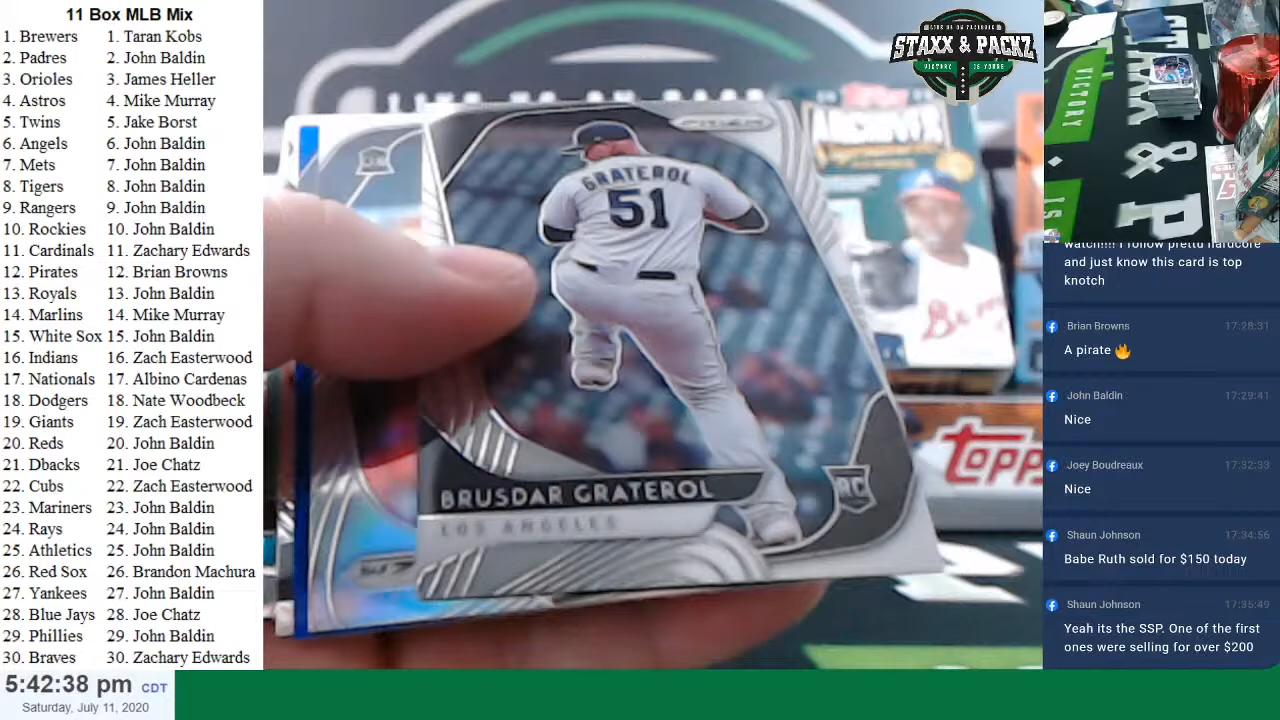 11 Box MLB Mix
1. Brewers 1. Taran Kobs
2. Padres 2. John Baldin
3. Orioles 3. James Heller
4. Astros 4. Mike Murray
5. Twins 5. Jake Borst
6. Angels 6. John Baldin
7. Mets 7. John Baldin
8. Tigers 8. John Baldin
9. Rangers 9. John Baldin
10. Rockies 10. John Baldin
11. Cardinals 11. Zachary Edwards
12. Pirates 12. Brian Browns
13. Royals 13. John Baldin
14. Marlins 14. Mike Murray
15. White Sox 15. John Baldin
16. Indians 16. Zach Easterwood
17. Nationals 17. Albino Cardenas
18. Dodgers 18. Nate Woodbeck
19. Giants 19. Zach Easterwood
20. Reds 20. John Baldin
21. Dbacks 21. Joe Chatz
22. Cubs 22. Zach Easterwood
23. Mariners 23. John Baldin
24. Rays 24. John Baldin
25. Athletics 25. John Baldin
26. Red Sox 26. Brandon Machura
27. Yankees 27. John Baldin
28. Blue Jays 28. Joe Chatz
29. Phillies 29. John Baldin
30. Braves 30. Zachary Edwards
5:42:38 pm CDT
Saturday, July 11, 2020
PRIZM
GRATEROL
51
BRUSDAR GRATEROL
LOS ANGELES
RC
Topps
ARCHIVES
topps
LIKE US ON FACEBOOK
STAXX & PACKZ
VICTORY IS YOURS
VICTORY
& P
watch!!!! I follow pretty hardcore
and just know this card is top
knotch
Brian Browns 17:28:31
A pirate 🔥
John Baldin 17:29:41
Nice
Joey Boudreaux 17:32:33
Nice
Shaun Johnson 17:34:56
Babe Ruth sold for $150 today
Shaun Johnson 17:35:49
Yeah its the SSP. One of the first
ones were selling for over $200